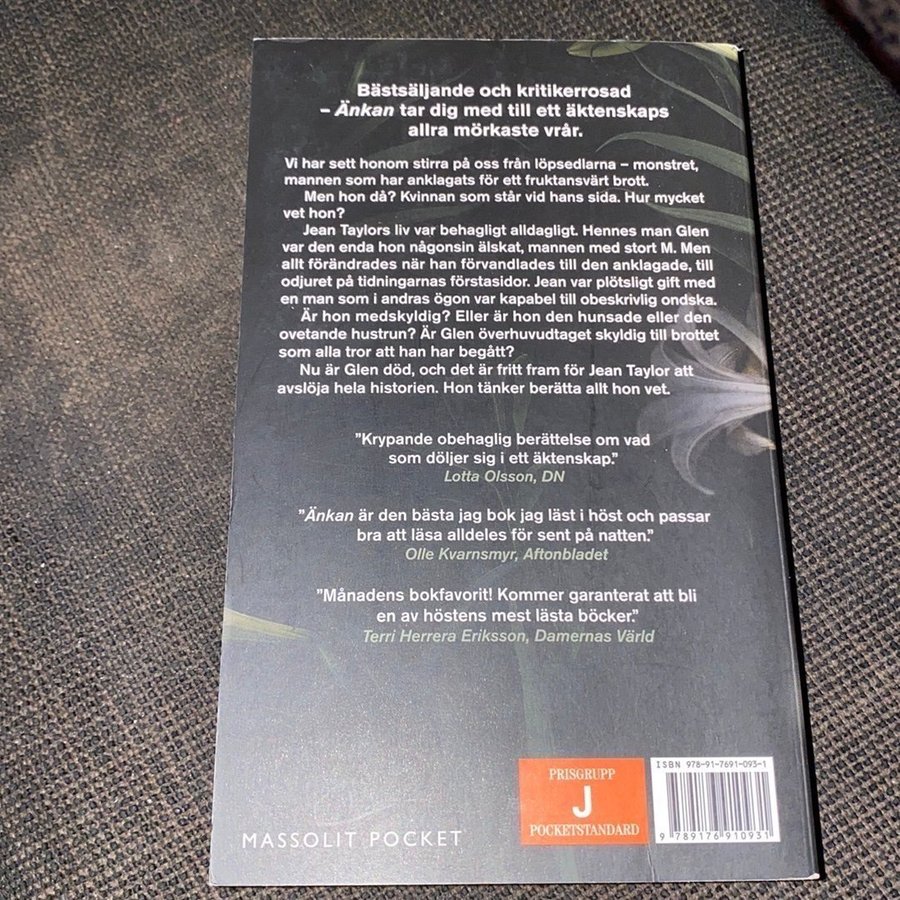 Bästsäljande och kritikerrosad
– Änkan tar dig med till ett äktenskaps
allra mörkaste vrår.
Vi har sett honom stirra på oss från löpsedlarna – monstret,
mannen som har anklagats för ett fruktansvärt brott.
Men hon då? Kvinnan som står vid hans sida. Hur mycket
vet hon?
Jean Taylors liv var behagligt alldagligt. Hennes man Glen
var den enda hon någonsin älskat, mannen med stort M. Men
allt förändrades när han förvandlades till den anklagade, till
odjuret på tidningarnas förstasidor. Jean var plötsligt gift med
en man som i andras ögon var kapabel till obeskrivlig ondska.
Är hon medskyldig? Eller är hon den hunsade eller den
ovetande hustrun? Är Glen överhuvudtaget skyldig till brottet
som alla tror att han har begått?
Nu är Glen död, och det är fritt fram för Jean Taylor att
avslöja hela historien. Hon tänker berätta allt hon vet.
"Krypande obehaglig berättelse om vad
som döljer sig i ett äktenskap."
Lotta Olsson, DN
"Änkan är den bästa jag bok jag läst i höst och passar
bra att läsa alldeles för sent på natten."
Olle Kvarnsmyr, Aftonbladet
"Månadens bokfavorit! Kommer garanterat att bli
en av höstens mest lästa böcker."
Terri Herrera Eriksson, Damernas Värld
MASSOLIT POCKET
PRISGRUPP
J
POCKETSTANDARD
ISBN 978-91-7691-093-1
9 789176 910931